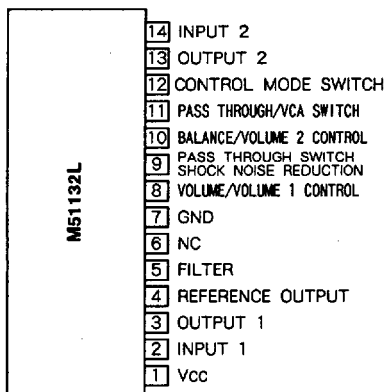 14 INPUT 2
13 OUTPUT 2
12 CONTROL MODE SWITCH
11 PASS THROUGH/VCA SWITCH
10 BALANCE/VOLUME 2 CONTROL
9 PASS THROUGH SWITCH
SHOCK NOISE REDUCTION
8 VOLUME/VOLUME 1 CONTROL
7 GND
6 NC
5 FILTER
4 REFERENCE OUTPUT
3 OUTPUT 1
2 INPUT 1
1 Vcc
M51132L